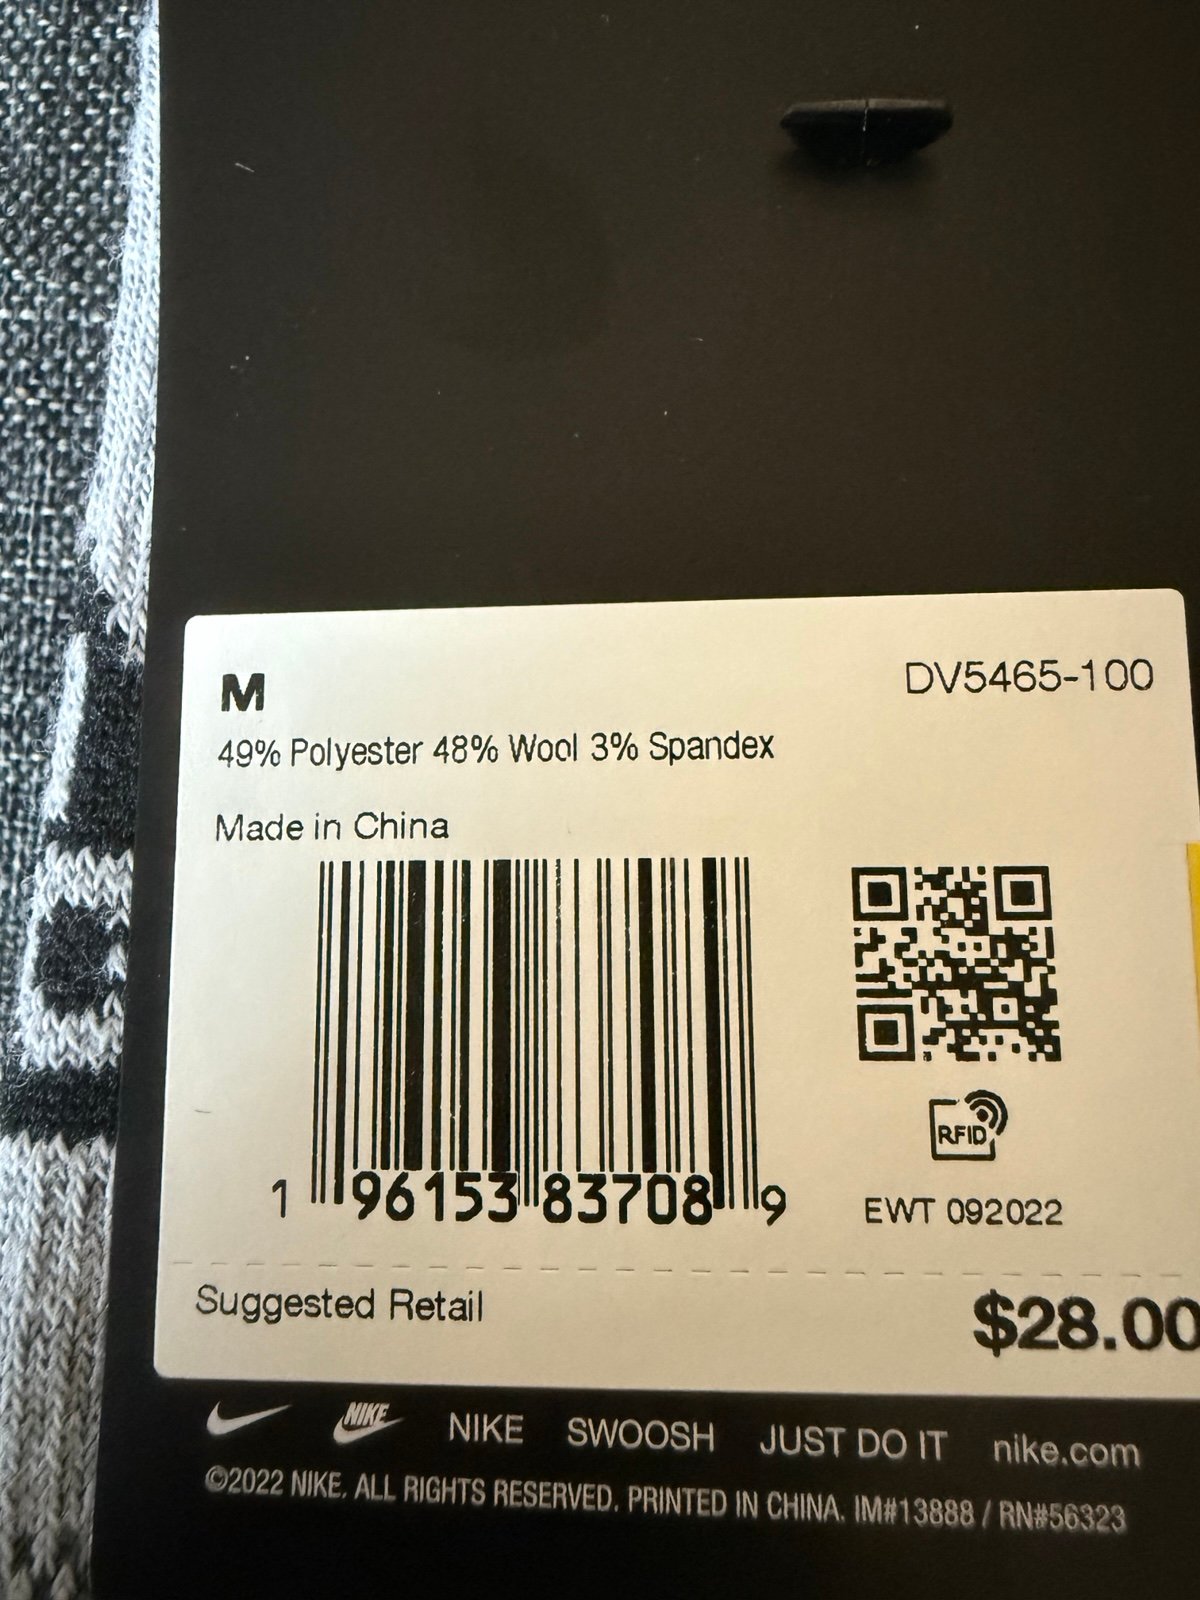 M DV5465-100
49% Polyester 48% Wool 3% Spandex
Made in China
1 96153 83708 9
RFID
EWT 092022
Suggested Retail $28.00
NIKE NIKE SWOOSH JUST DO IT nike.com
©2022 NIKE. ALL RIGHTS RESERVED. PRINTED IN CHINA. IM#13888 / RN#56323